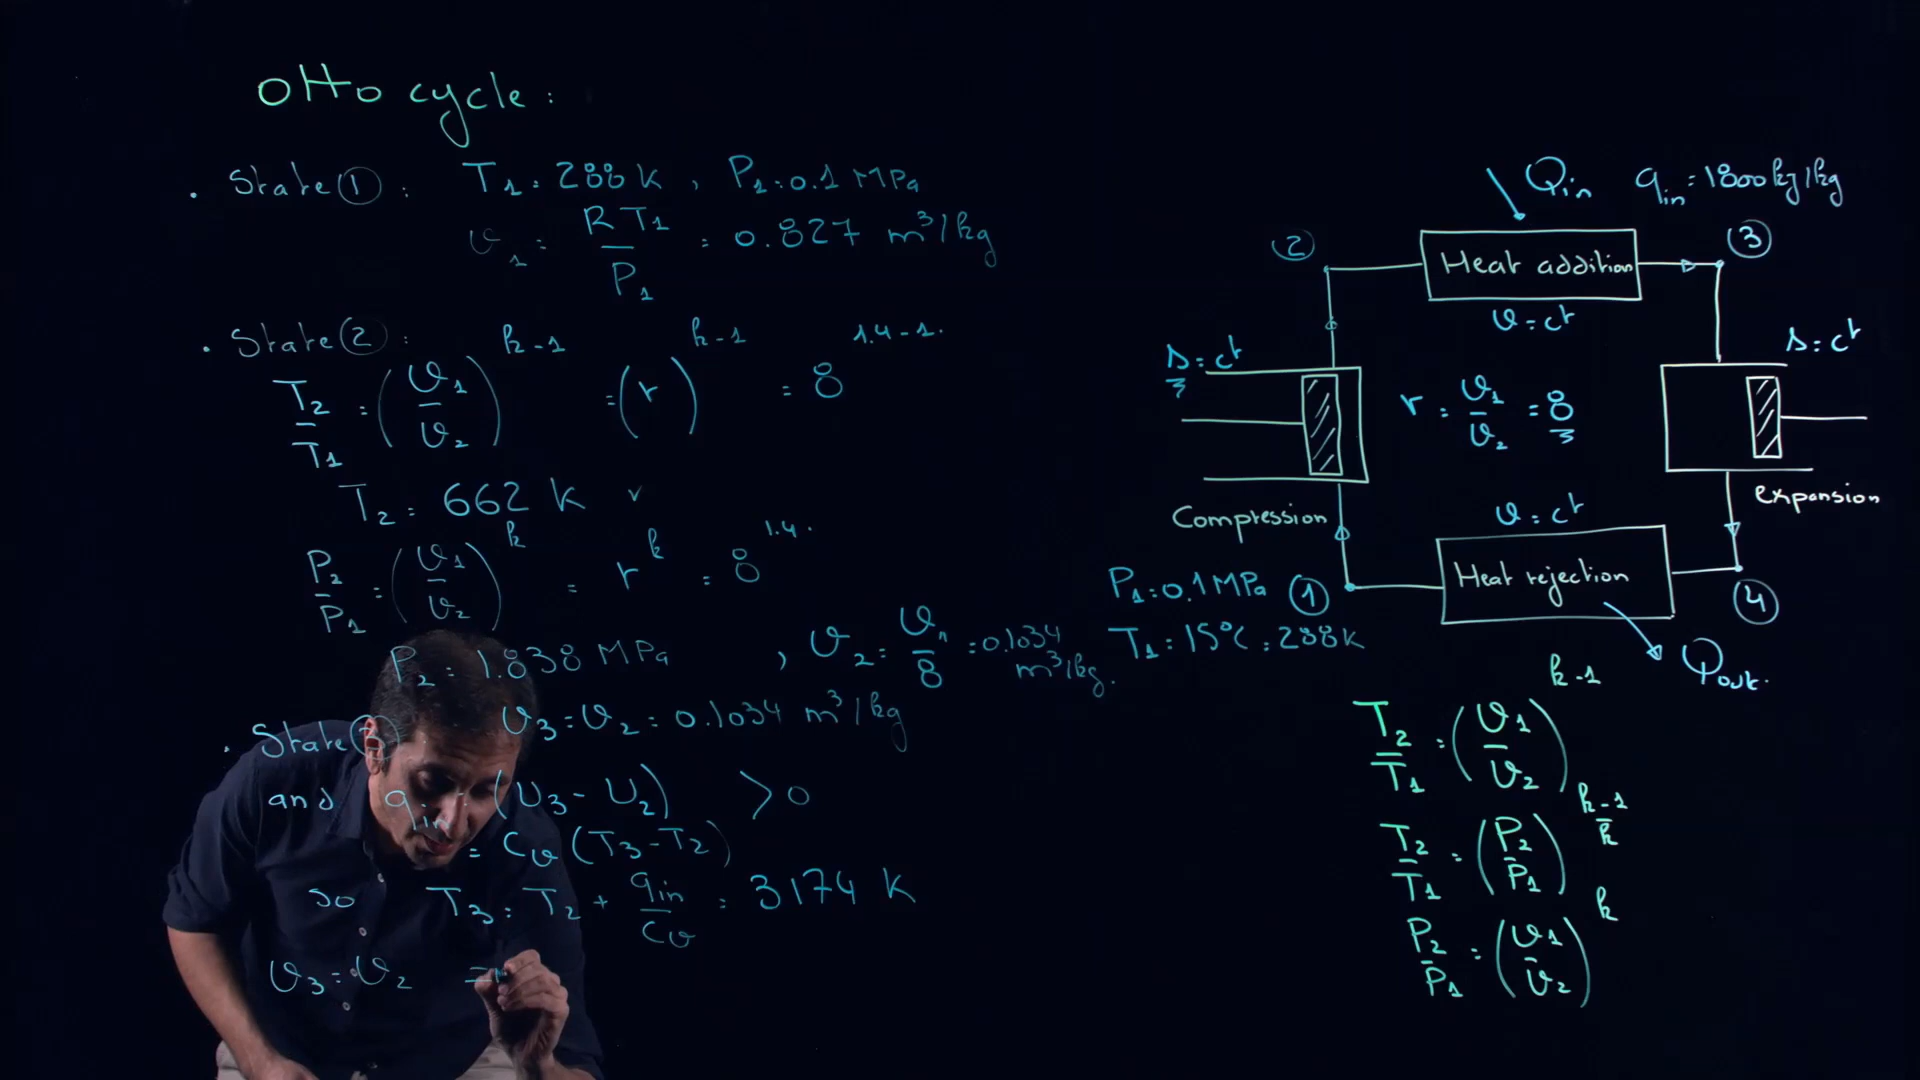 Otto cycle :
. State ① : T₁ = 288 K , P₁ = 0.1 MPa
v₁ = RT₁ / P₁ = 0.827 m³/kg
. State ② :
T₂/T₁ = (v₁/v₂)^(k-1) = (r)^(k-1) = 8^(1.4-1.)
T₂ = 662 K ✓
P₂/P₁ = (v₁/v₂)^k = r^k = 8^(1.4.)
P₂ = 1.838 MPa , v₂ = v₁/8 = 0.1034 m³/kg.
. State ③ v₃ = v₂ = 0.1034 m³/kg
and q_in (U₃ - U₂) > 0
= Cv (T₃ - T₂)
so T₃ = T₂ + q_in/Cv = 3174 K
v₃ = v₂ =
Q_in q_in = 1800 kJ/kg
② Heat addition ③
v = cᵗ
s = cᵗ
s = cᵗ
r = v₁/v₂ = 8
Compression
expansion
v = cᵗ
P₁ = 0.1 MPa ① Heat rejection ④
T₁ = 15°C = 288 K
Q_out.
T₂/T₁ = (v₁/v₂)^(k-1)
T₂/T₁ = (P₂/P₁)^((k-1)/k)
P₂/P₁ = (v₁/v₂)^k